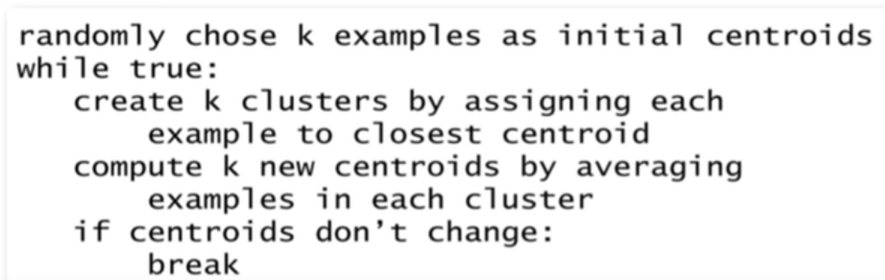 randomly chose k examples as initial centroids
while true:
    create k clusters by assigning each
        example to closest centroid
    compute k new centroids by averaging
        examples in each cluster
    if centroids don’t change:
        break